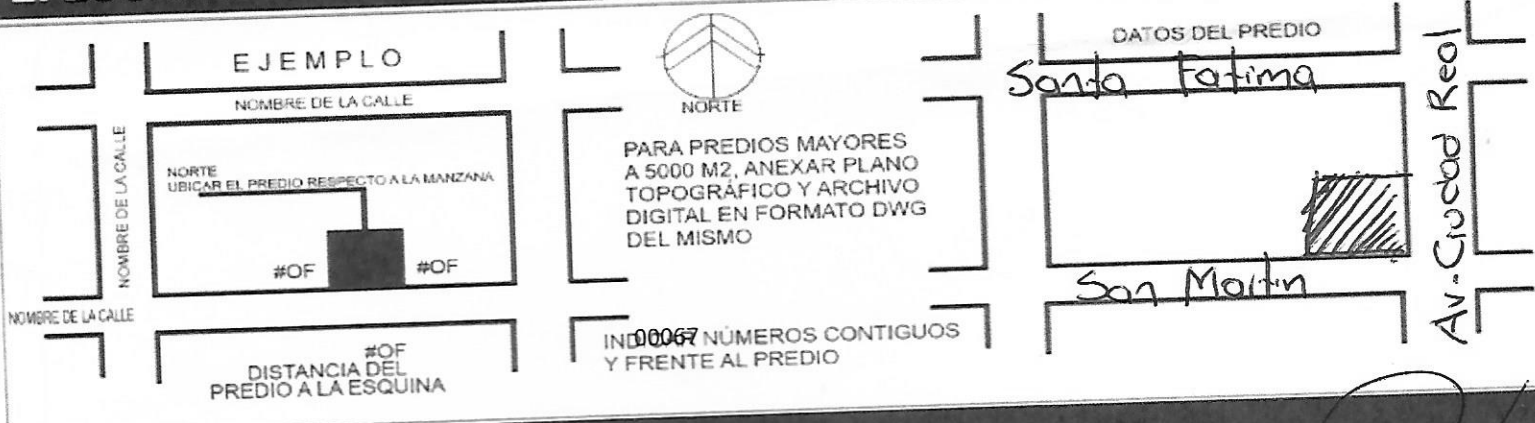 EJEMPLO
NOMBRE DE LA CALLE
NOMBRE DE LA CALLE
NORTE
UBICAR EL PREDIO RESPECTO A LA MANZANA
#OF
#OF
NOMBRE DE LA CALLE
#OF
DISTANCIA DEL
PREDIO A LA ESQUINA
NORTE
PARA PREDIOS MAYORES
A 5000 M2, ANEXAR PLANO
TOPOGRÁFICO Y ARCHIVO
DIGITAL EN FORMATO DWG
DEL MISMO
00067
NÚMEROS CONTIGUOS
Y FRENTE AL PREDIO
DATOS DEL PREDIO
Santa Fatima
San Martin
Av. Ciudad Real